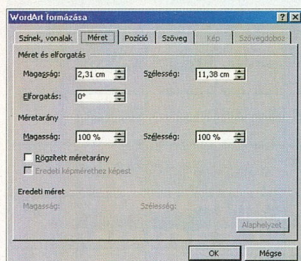 WordArt formázása
Színek, vonalak Méret Pozíció Szöveg Kép Szövegdoboz
Méret és elforgatás
Magasság: 2,31 cm Szélesség: 11,38 cm
Elforgatás: 0°
Méretarány
Magasság: 100 % Szélesség: 100 %
Rögzített méretarány
Eredeti képmérethez képest
Eredeti méret
Magasság: Szélesség:
Alaphelyzet
OK Mégse